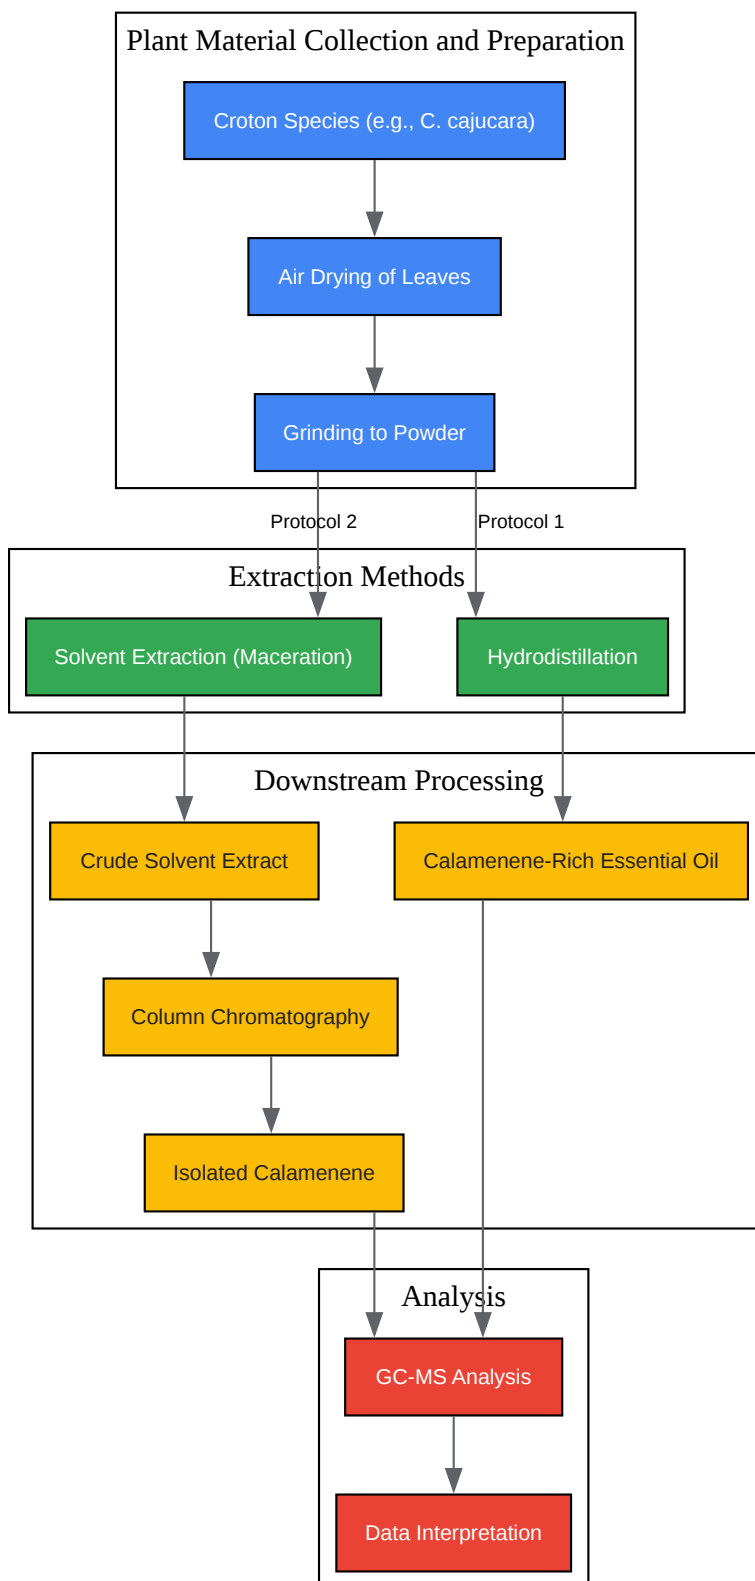 Plant Material Collection and Preparation
Croton Species (e.g., C. cajucara)
Air Drying of Leaves
Grinding to Powder
Protocol 2
Protocol 1
Extraction Methods
Solvent Extraction (Maceration)
Hydrodistillation
Downstream Processing
Crude Solvent Extract
Calamenene-Rich Essential Oil
Column Chromatography
Isolated Calamenene
Analysis
GC-MS Analysis
Data Interpretation